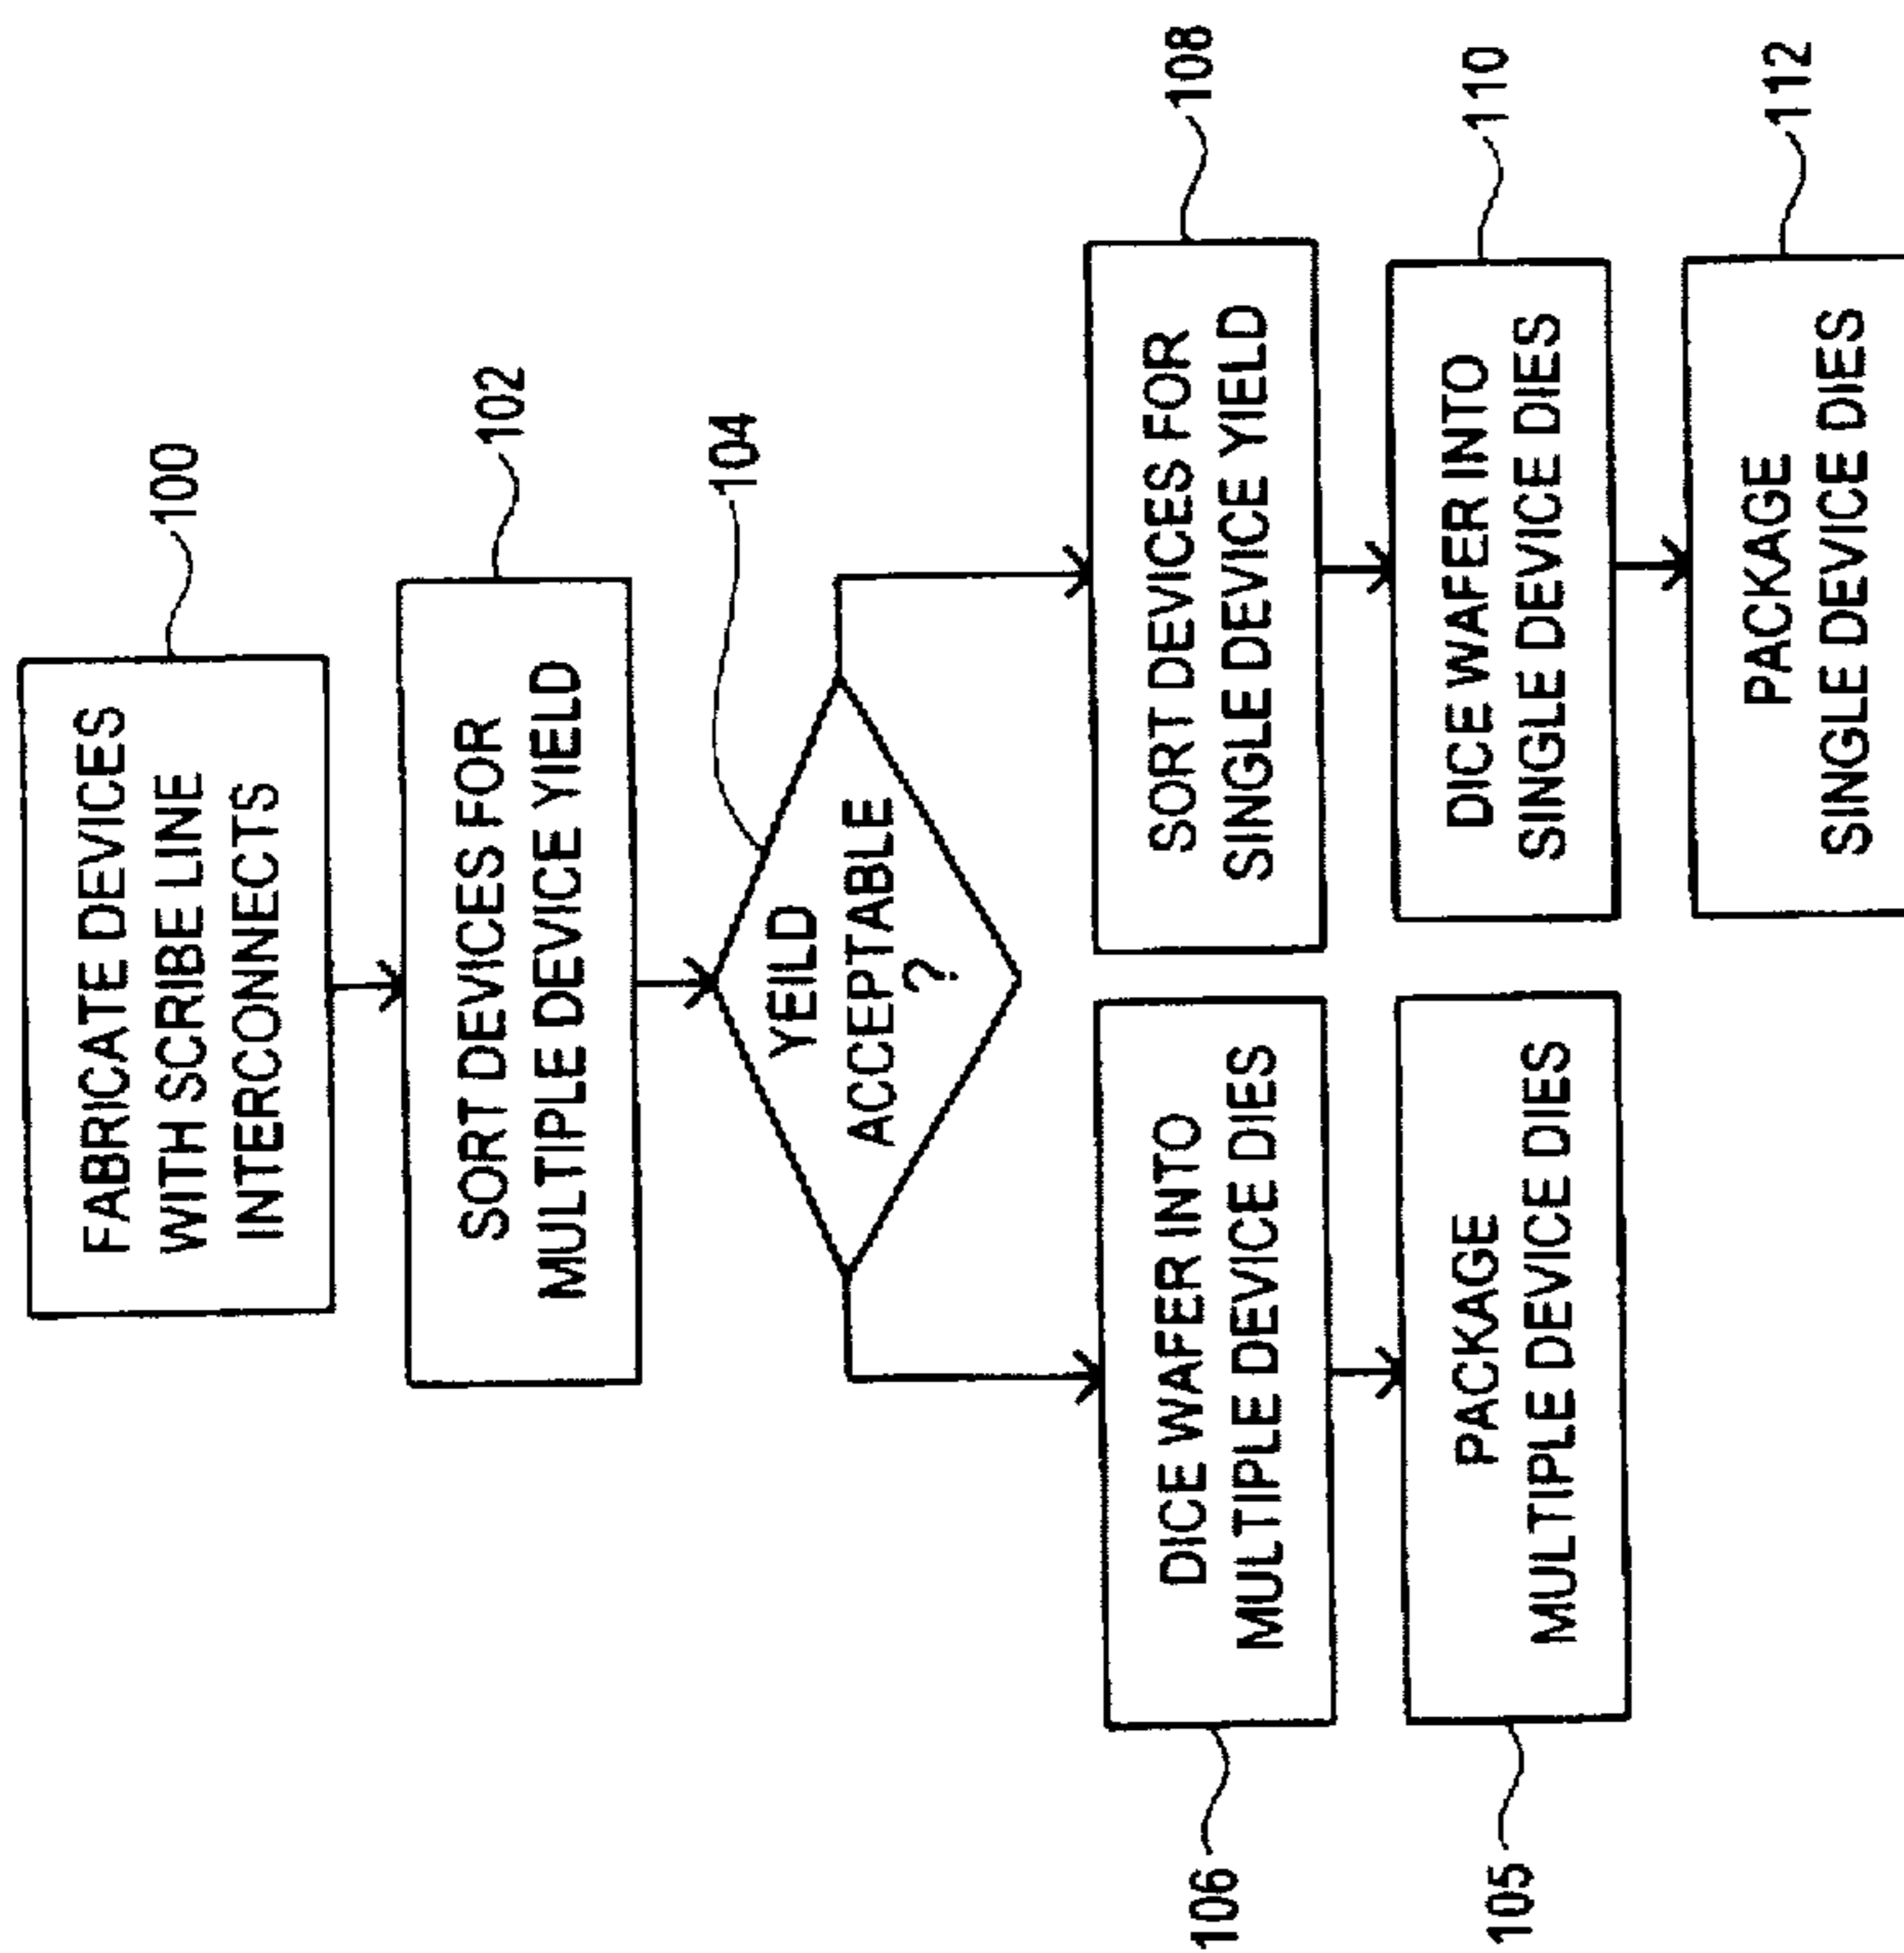 FABRICATE DEVICES
WITH SCRIBE LINE
INTERCONNECTS
100
SORT DEVICES FOR
MULTIPLE DEVICE YIELD
102
YEILD
ACCEPTABLE
?
104
DICE WAFER INTO
MULTIPLE DEVICE DIES
106
PACKAGE
MULTIPLE DEVICE DIES
105
SORT DEVICES FOR
SINGLE DEVICE YIELD
108
DICE WAFER INTO
SINGLE DEVICE DIES
110
PACKAGE
SINGLE DEVICE DIES
112